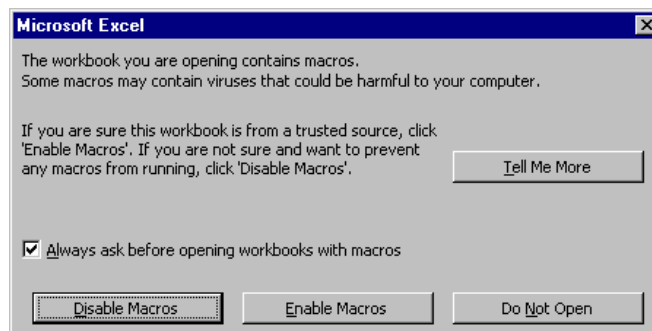 Microsoft Excel
The workbook you are opening contains macros.
Some macros may contain viruses that could be harmful to your computer.
If you are sure this workbook is from a trusted source, click
'Enable Macros'. If you are not sure and want to prevent
any macros from running, click 'Disable Macros'.
Tell Me More
Always ask before opening workbooks with macros
Disable Macros
Enable Macros
Do Not Open